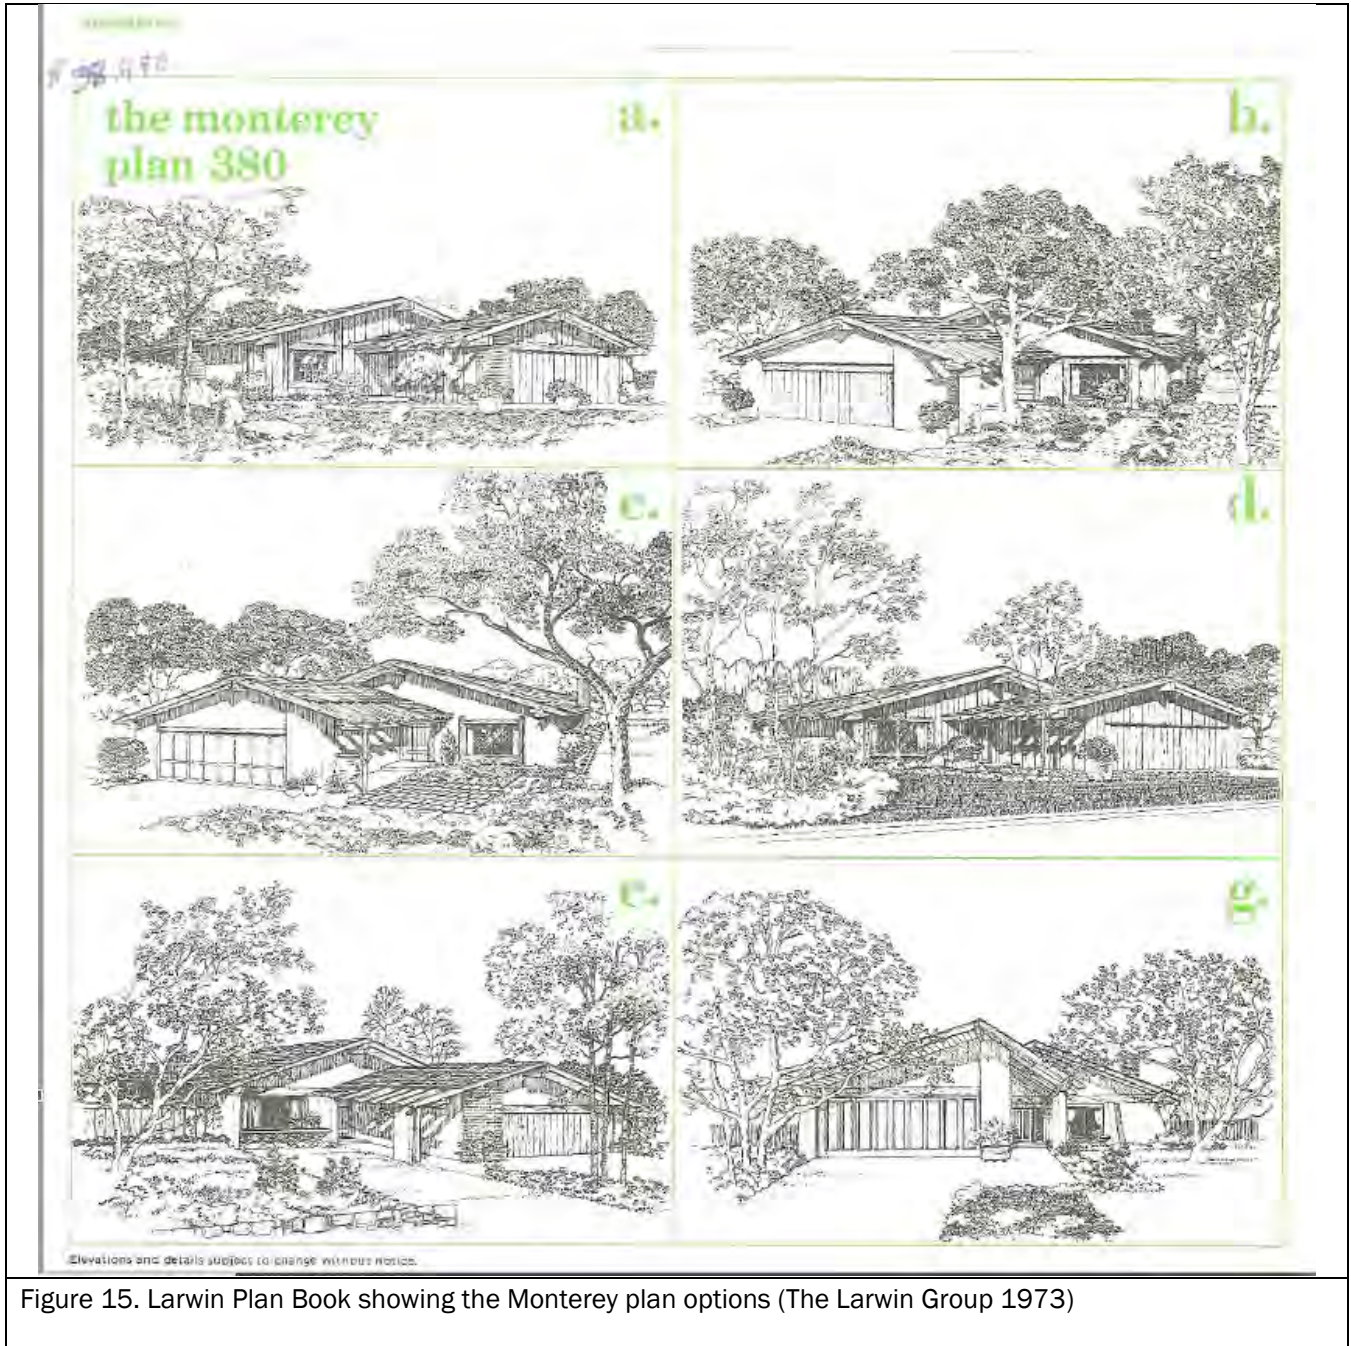 the monterey
plan 380
a.
b.
c.
d.
e.
g.
Elevations and details subject to change without notice.
Figure 15. Larwin Plan Book showing the Monterey plan options (The Larwin Group 1973)